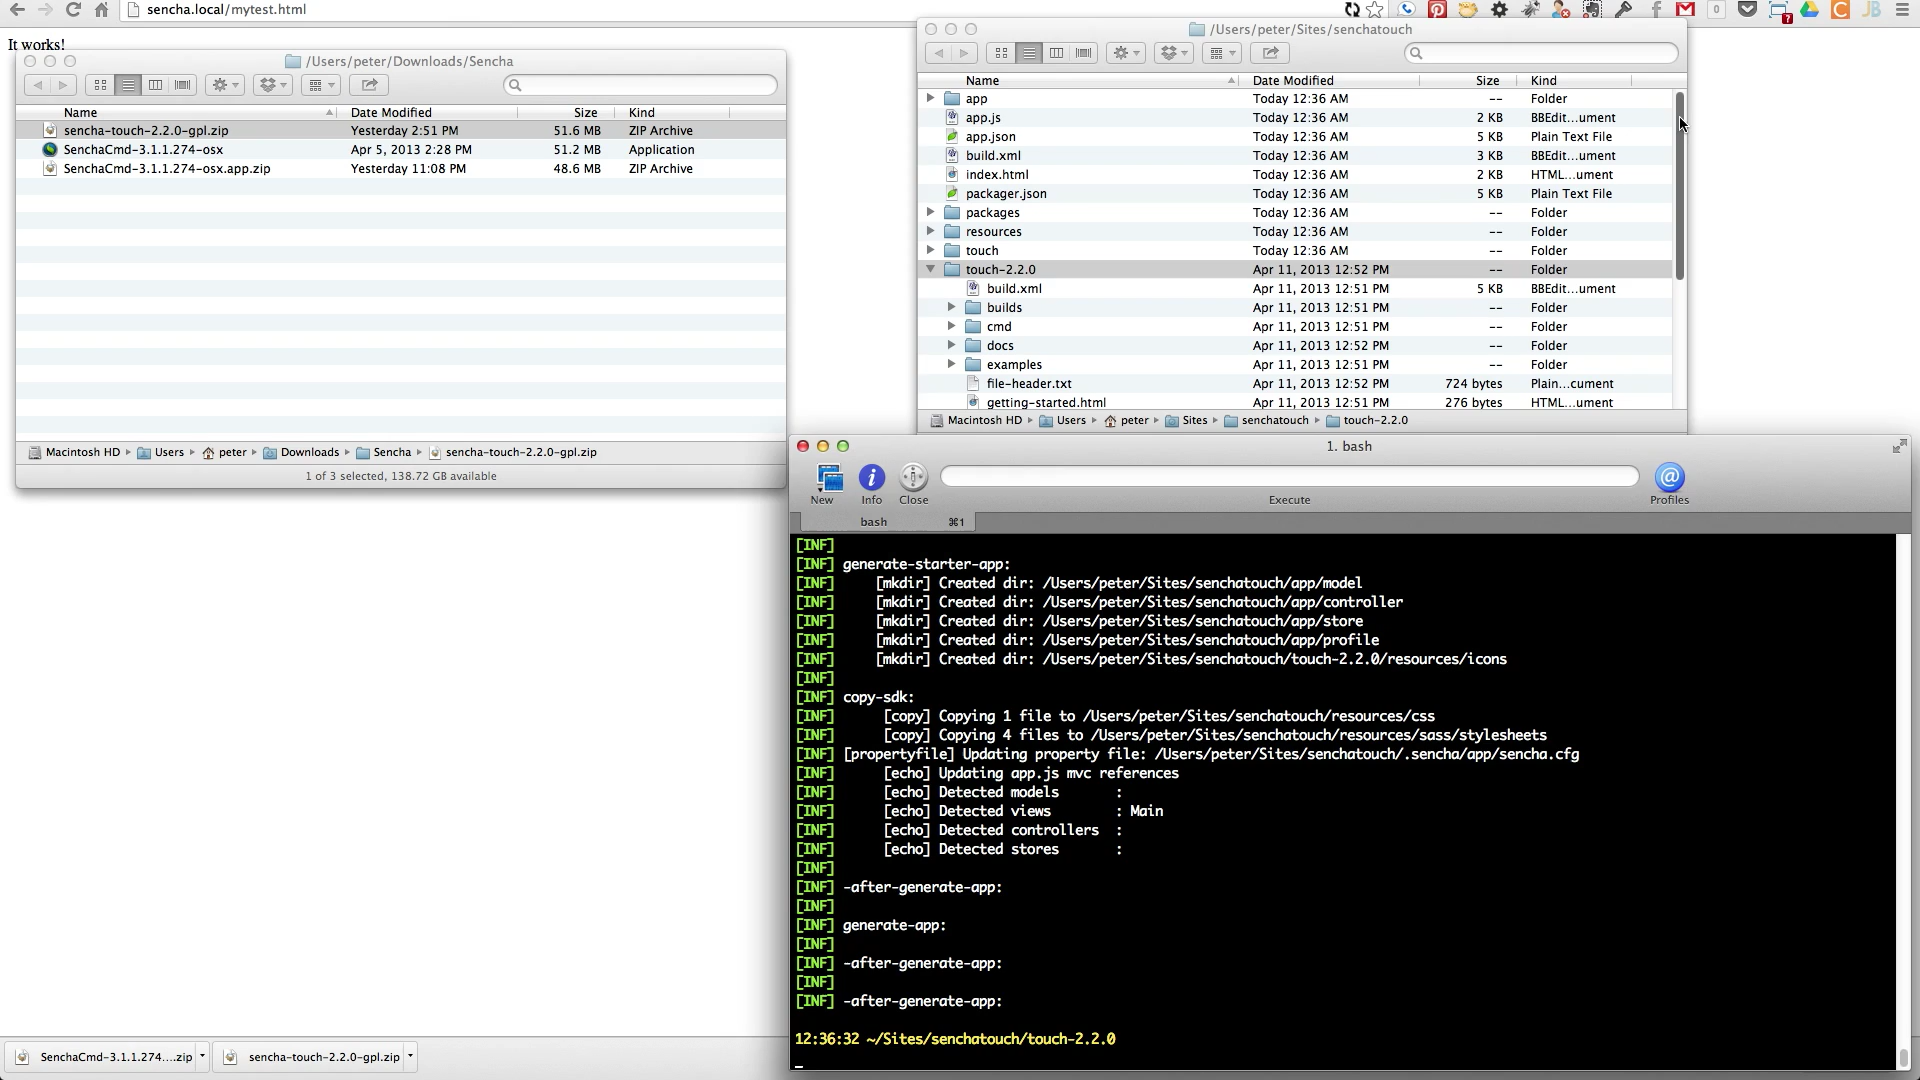 sencha.local/mytest.html
It works!
/Users/peter/Downloads/Sencha
Name Date Modified Size Kind
sencha-touch-2.2.0-gpl.zip Yesterday 2:51 PM 51.6 MB ZIP Archive
SenchaCmd-3.1.1.274-osx Apr 5, 2013 2:28 PM 51.2 MB Application
SenchaCmd-3.1.1.274-osx.app.zip Yesterday 11:08 PM 48.6 MB ZIP Archive
Macintosh HD Users peter Downloads Sencha sencha-touch-2.2.0-gpl.zip
1 of 3 selected, 138.72 GB available
/Users/peter/Sites/senchatouch
Name Date Modified Size Kind
app Today 12:36 AM -- Folder
app.js Today 12:36 AM 2 KB BBEdit...ument
app.json Today 12:36 AM 5 KB Plain Text File
build.xml Today 12:36 AM 3 KB BBEdit...ument
index.html Today 12:36 AM 2 KB HTML...ument
packager.json Today 12:36 AM 5 KB Plain Text File
packages Today 12:36 AM -- Folder
resources Today 12:36 AM -- Folder
touch Today 12:36 AM -- Folder
touch-2.2.0 Apr 11, 2013 12:52 PM -- Folder
build.xml Apr 11, 2013 12:51 PM 5 KB BBEdit...ument
builds Apr 11, 2013 12:51 PM -- Folder
cmd Apr 11, 2013 12:51 PM -- Folder
docs Apr 11, 2013 12:52 PM -- Folder
examples Apr 11, 2013 12:51 PM -- Folder
file-header.txt Apr 11, 2013 12:52 PM 724 bytes Plain...cument
getting-started.html Apr 11, 2013 12:51 PM 276 bytes HTML...ument
Macintosh HD Users peter Sites senchatouch touch-2.2.0
1. bash
New Info Close Execute Profiles
bash ⌘1
[INF]
[INF] generate-starter-app:
[INF] [mkdir] Created dir: /Users/peter/Sites/senchatouch/app/model
[INF] [mkdir] Created dir: /Users/peter/Sites/senchatouch/app/controller
[INF] [mkdir] Created dir: /Users/peter/Sites/senchatouch/app/store
[INF] [mkdir] Created dir: /Users/peter/Sites/senchatouch/app/profile
[INF] [mkdir] Created dir: /Users/peter/Sites/senchatouch/touch-2.2.0/resources/icons
[INF]
[INF] copy-sdk:
[INF] [copy] Copying 1 file to /Users/peter/Sites/senchatouch/resources/css
[INF] [copy] Copying 4 files to /Users/peter/Sites/senchatouch/resources/sass/stylesheets
[INF] [propertyfile] Updating property file: /Users/peter/Sites/senchatouch/.sencha/app/sencha.cfg
[INF] [echo] Updating app.js mvc references
[INF] [echo] Detected models :
[INF] [echo] Detected views : Main
[INF] [echo] Detected controllers :
[INF] [echo] Detected stores :
[INF]
[INF] -after-generate-app:
[INF]
[INF] generate-app:
[INF]
[INF] -after-generate-app:
[INF]
[INF] -after-generate-app:
12:36:32 ~/Sites/senchatouch/touch-2.2.0
SenchaCmd-3.1.1.274....zip sencha-touch-2.2.0-gpl.zip